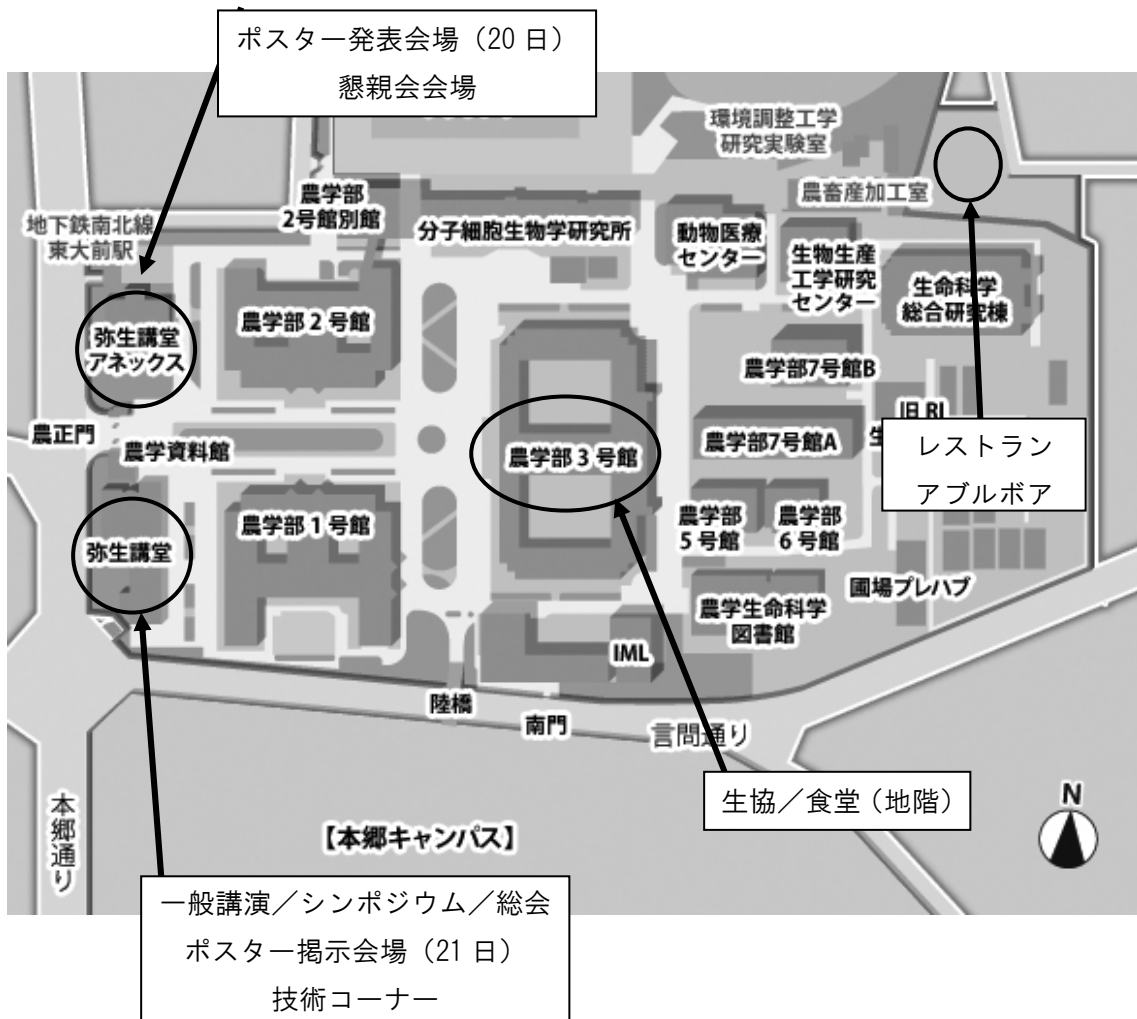 ポスター発表会場（20 日）
懇親会会場
環境調整工学
研究実験室
農畜産加工室
農学部
2号館別館
地下鉄南北線
東大前駅
分子細胞生物学研究所
動物医療
センター
生物生産
工学研究
センター
生命科学
総合研究棟
弥生講堂
アネックス
農学部 2 号館
農学部7号館B
旧 RI
農正門
農学資料館
農学部 3 号館
農学部7号館A
生
レストラン
アブルボア
弥生講堂
農学部 1 号館
農学部
5 号館
農学部
6 号館
圃場プレハブ
農学生命科学
図書館
IML
陸橋
南門
言問通り
本郷通り
【本郷キャンパス】
生協／食堂（地階）
N
一般講演／シンポジウム／総会
ポスター掲示会場（21 日）
技術コーナー